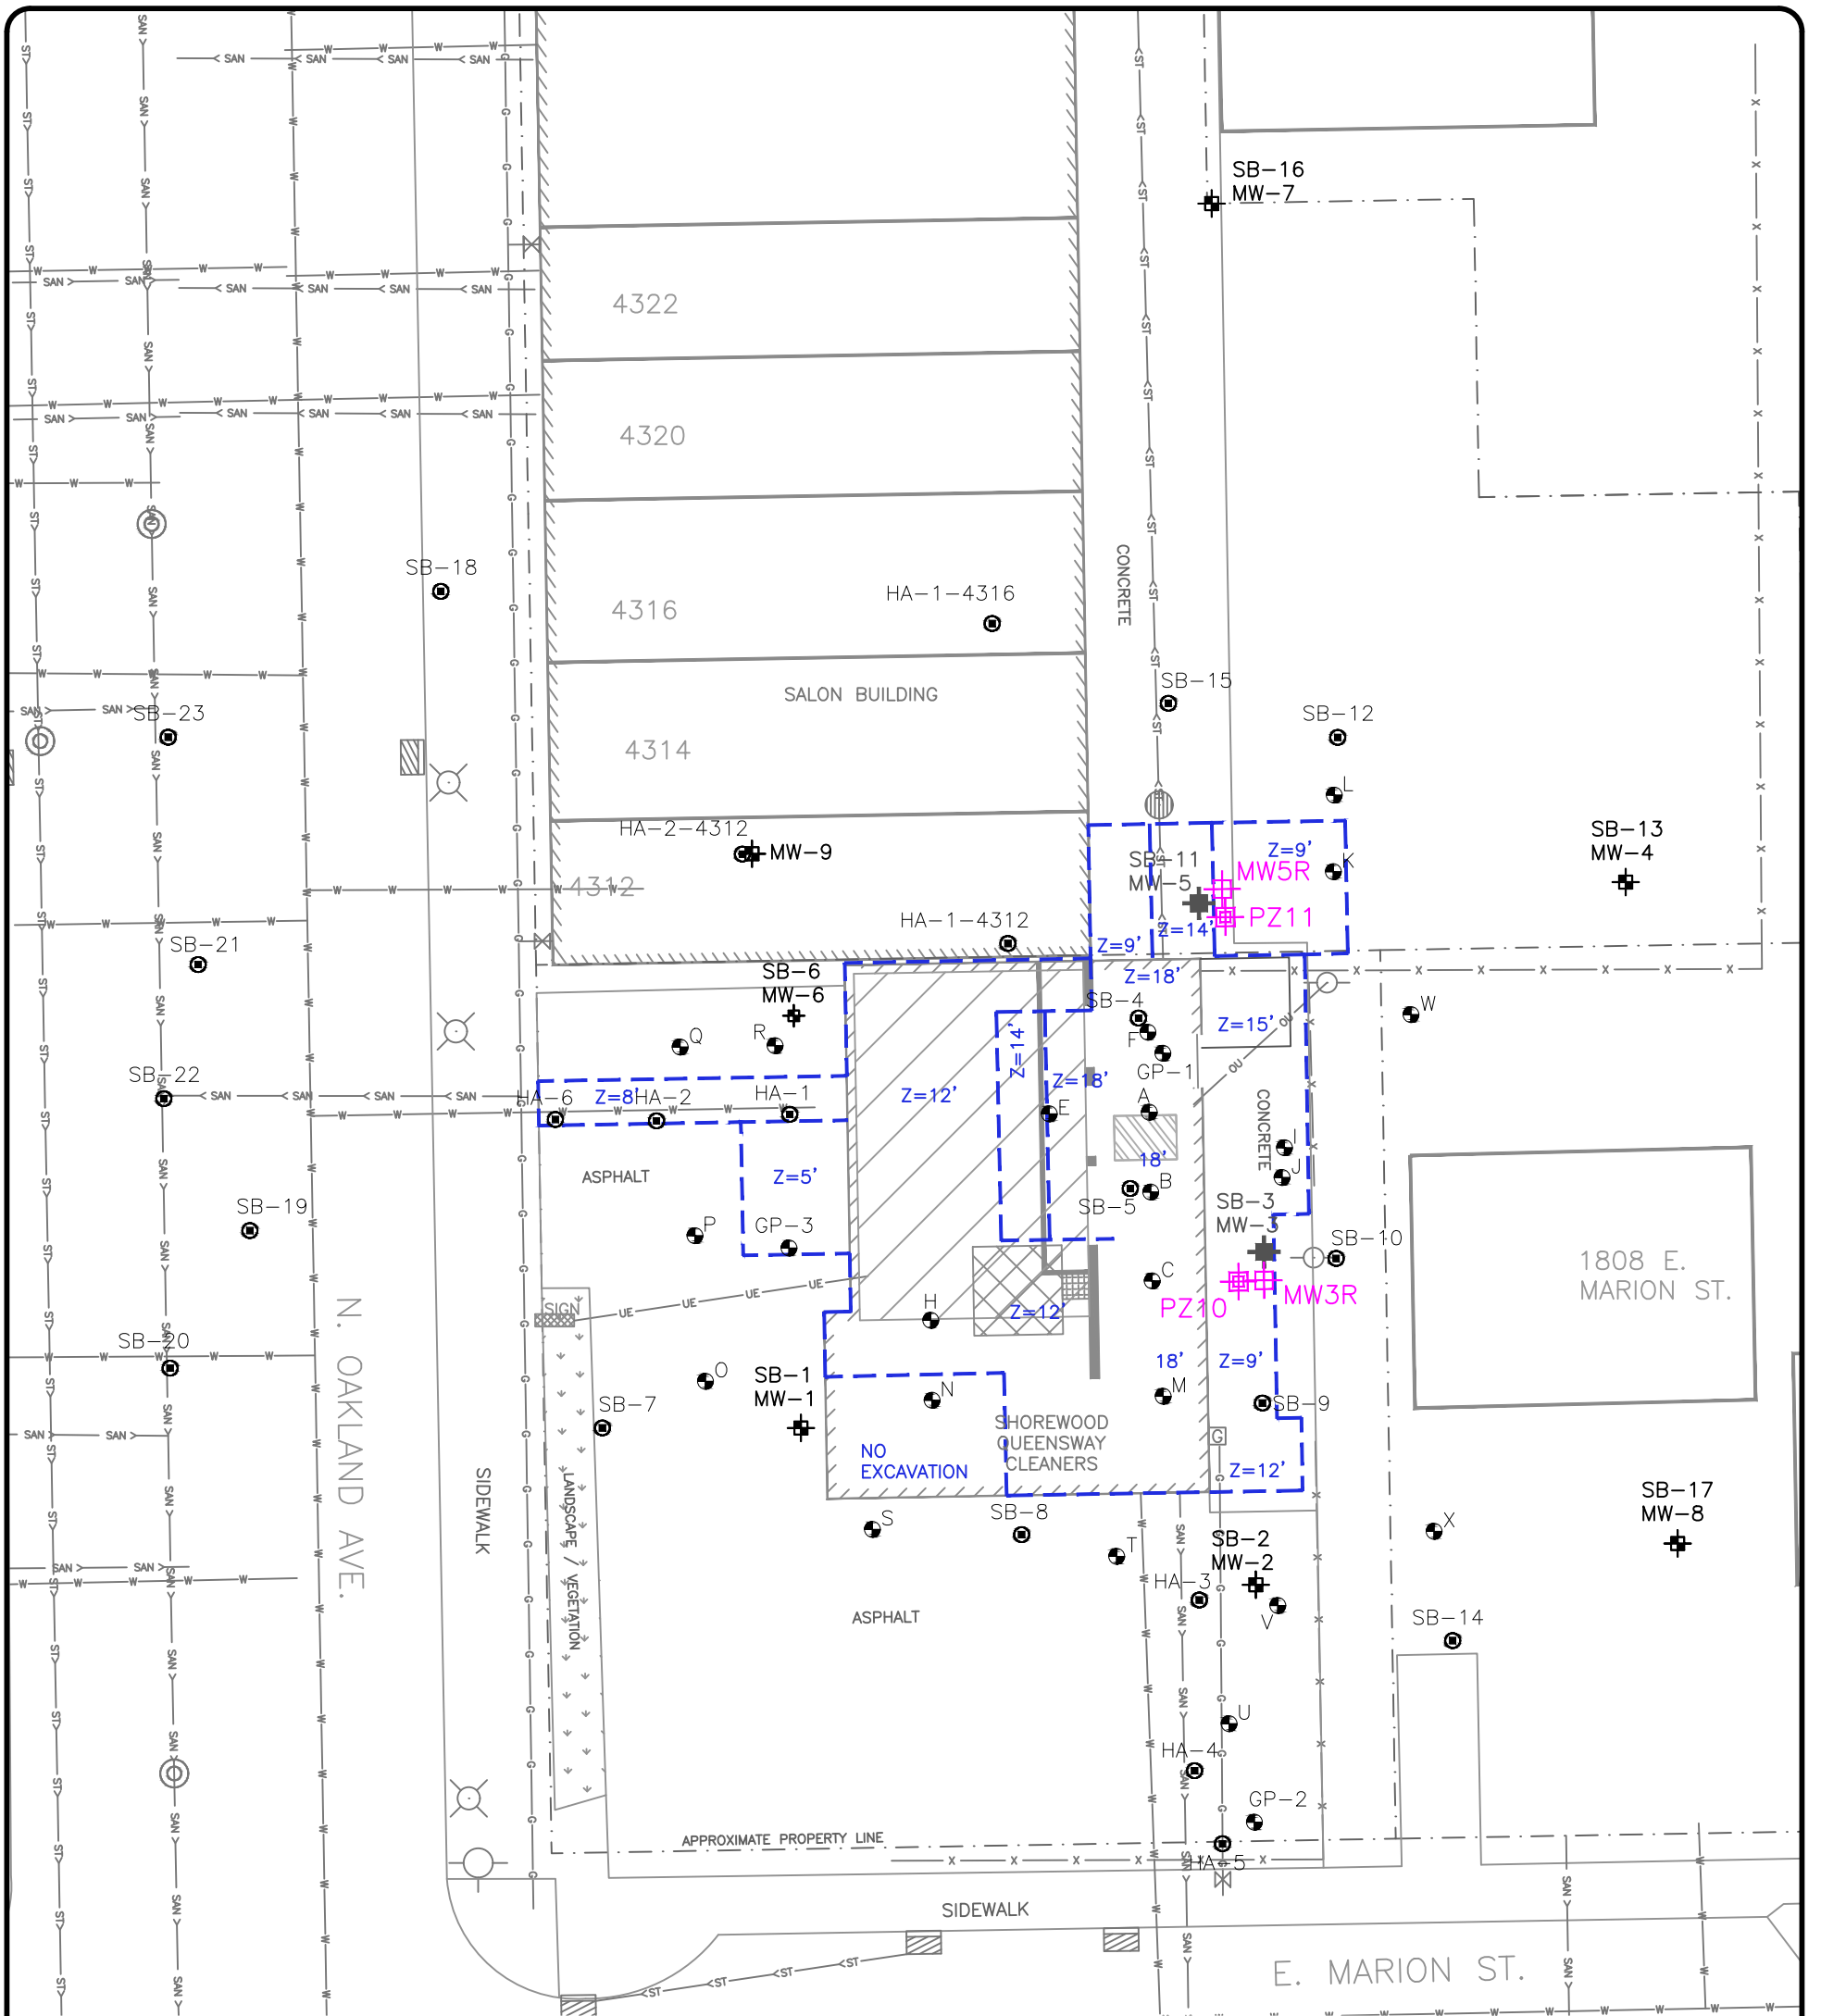 SB-16
MW-7
4322
4320
4316
HA-1-4316
SALON BUILDING
4314
HA-2-4312
MW-9
4312
HA-1-4312
CONCRETE
SB-18
SB-23
SB-15
SB-12
L
SB-13
MW-4
Z=9'
K
SB-11
MW-5
MW5R
PZ11
Z=14'
Z=9'
SB-21
SB-6
MW-6
Z=18'
SB-4
Z=15'
W
Q
R
F
Z=14'
GP-1
OU
OU
SB-22
HA-6
Z=8'
HA-2
HA-1
Z=12'
Z=18'
E
A
CONCRETE
I
J
ASPHALT
Z=5'
18'
B
SB-5
SB-3
MW-3
SB-19
P
GP-3
SB-10
C
1808 E.
MARION ST.
UE
UE
UE
SIGN
H
Z=12'
PZ10
MW3R
N. OAKLAND AVE.
SB-20
O
SB-1
MW-1
N
18'
M
Z=9'
SB-9
SB-7
SHOREWOOD
QUEENSWAY
CLEANERS
NO
EXCAVATION
G
Z=12'
SIDEWALK
LANDSCAPE / VEGETATION
S
SB-8
T
SB-2
MW-2
X
SB-17
MW-8
HA-3
V
SB-14
ASPHALT
U
HA-4
GP-2
APPROXIMATE PROPERTY LINE
HA-5
SIDEWALK
E. MARION ST.